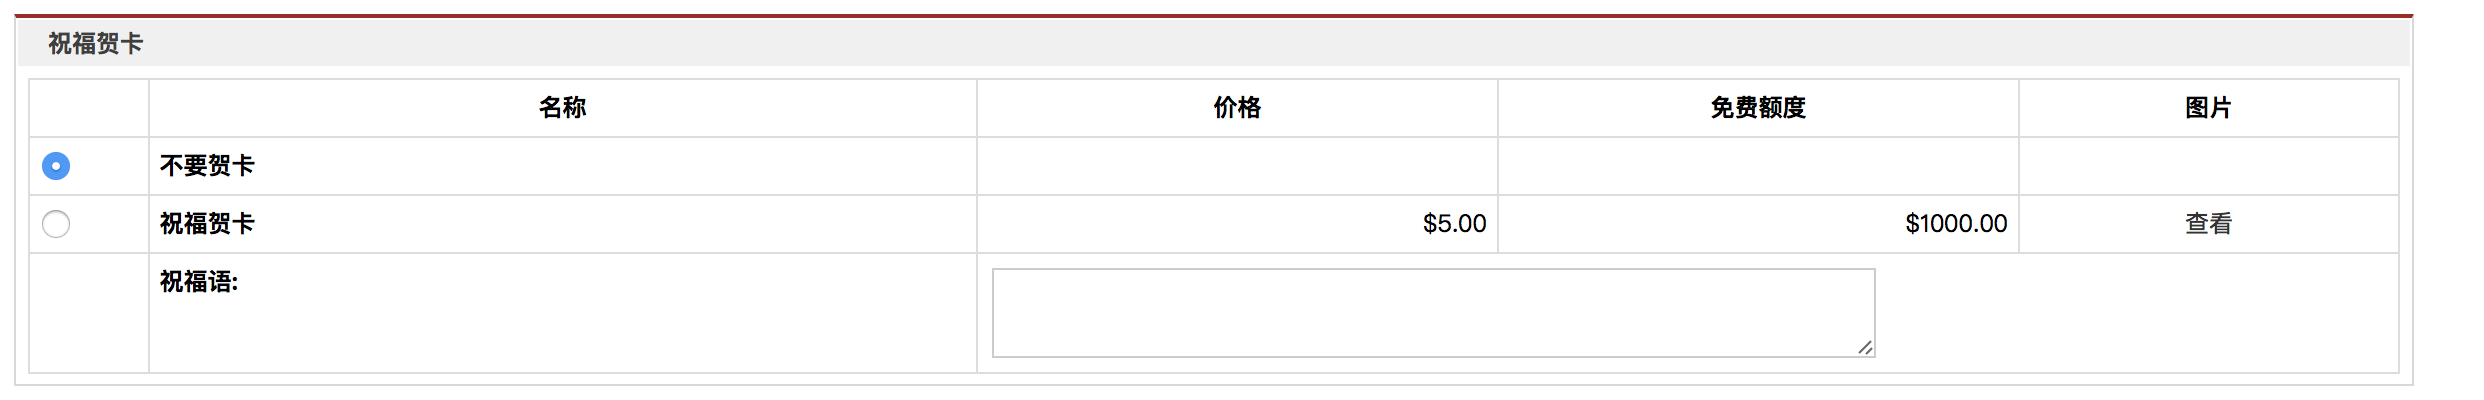 祝福贺卡
名称 价格 免费额度 图片
不要贺卡
祝福贺卡 $5.00 $1000.00 查看
祝福语: